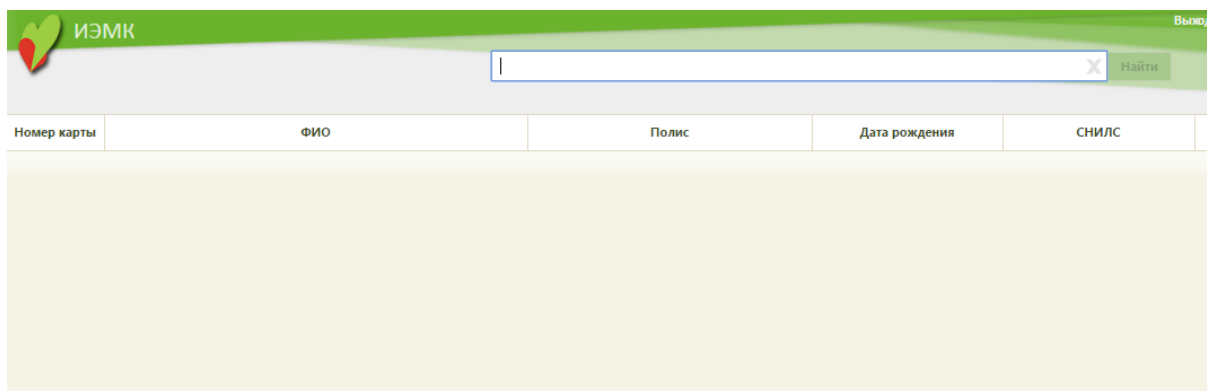 ИЭМК
Выход
Найти
Номер карты ФИО Полис Дата рождения СНИЛС